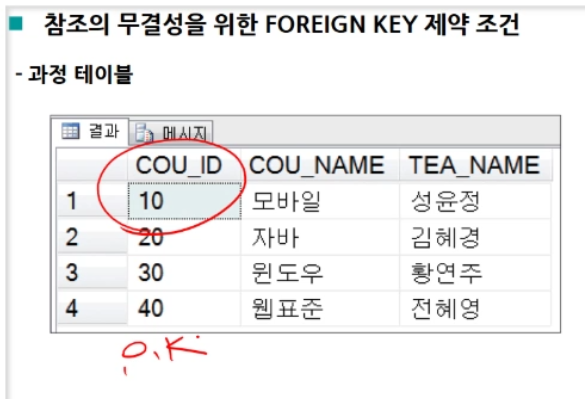 ■ 참조의 무결성을 위한 FOREIGN KEY 제약 조건
- 과정 테이블
결과 메시지
COU_ID COU_NAME TEA_NAME
1 10 모바일 성윤정
2 20 자바 김혜경
3 30 윈도우 황연주
4 40 웹표준 전혜영
P.K.